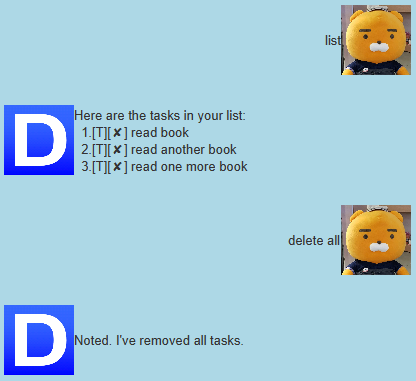 list
D
Here are the tasks in your list:
1.[T][✘] read book
2.[T][✘] read another book
3.[T][✘] read one more book
delete all
D
Noted. I've removed all tasks.